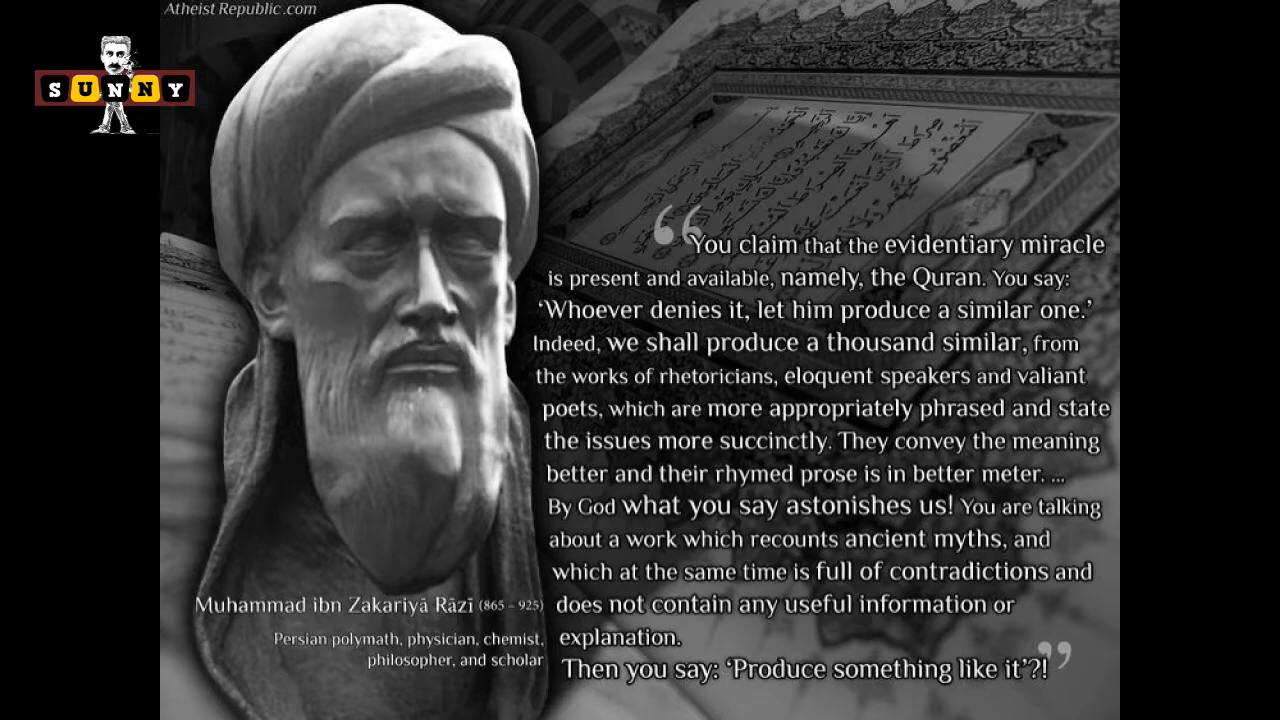 Atheist Republic.com
SUNNY
“You claim that the evidentiary miracle
is present and available, namely, the Quran. You say:
‘Whoever denies it, let him produce a similar one.’
Indeed, we shall produce a thousand similar, from
the works of rhetoricians, eloquent speakers and valiant
poets, which are more appropriately phrased and state
the issues more succinctly. They convey the meaning
better and their rhymed prose is in better meter. ...
By God what you say astonishes us! You are talking
about a work which recounts ancient myths, and
which at the same time is full of contradictions and
does not contain any useful information or
explanation.
Then you say: ‘Produce something like it’?!”
Muhammad ibn Zakariyā Rāzī (865 – 925)
Persian polymath, physician, chemist,
philosopher, and scholar